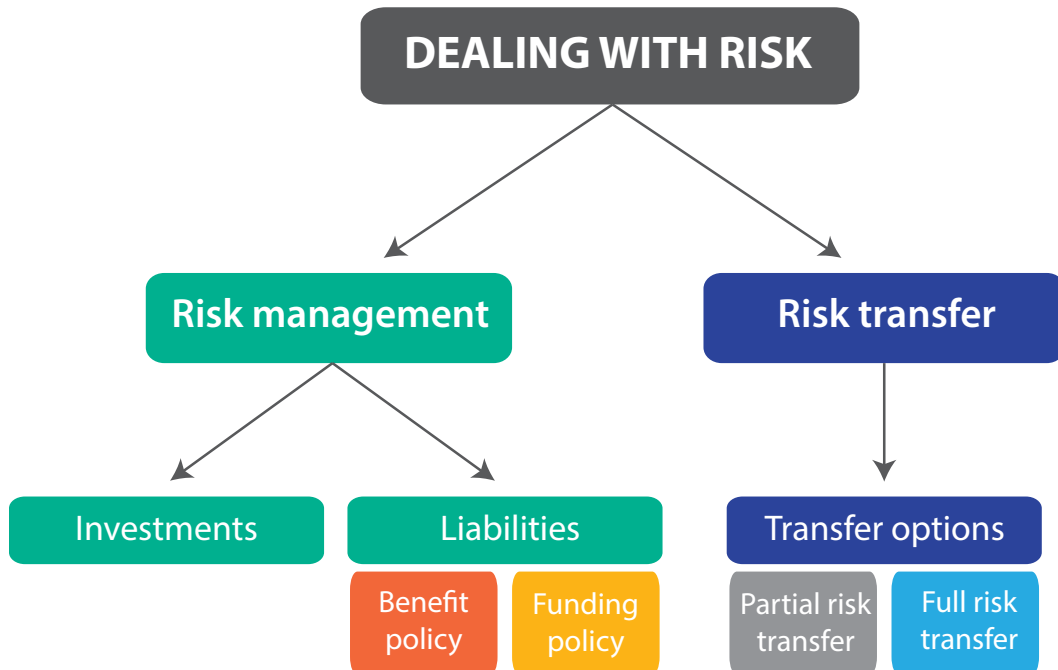 DEALING WITH RISK
Risk management
Risk transfer
Investments
Liabilities
Transfer options
Benefit
policy
Funding
policy
Partial risk
transfer
Full risk
transfer